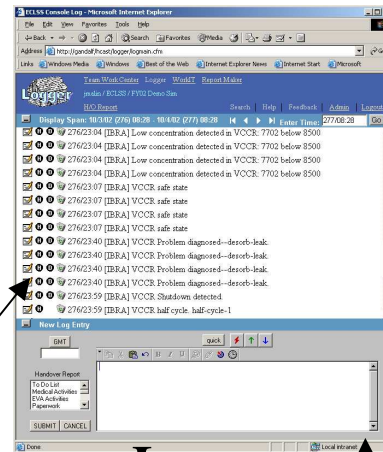 ECLSS Console Log - Microsoft Internet Explorer
File Edit View Favorites Tools Help
Back Search Favorites Media
Address http://gandalf/hcast/logger/logmain.cfm
Links Windows Media Windows Best of the Web Internet Explorer News Internet Start Microsoft
Logger
Team Work Center Logger WorkIT Report Maker
jmalin / ECLSS / FY02 Demo Sim
H/O Report Search | Help | Feedback | Admin | Logout
Display Span: 10/3/02 (276) 08:28 - 10/4/02 (277) 08:28 Enter Time: 277/08:28 Go
276/23:04 [IBRA] Low concentration detected in VCCR: 7702 below 8500
276/23:04 [IBRA] Low concentration detected in VCCR: 7702 below 8500
276/23:04 [IBRA] Low concentration detected in VCCR: 7702 below 8500
276/23:04 [IBRA] Low concentration detected in VCCR: 7702 below 8500
276/23:07 [IBRA] VCCR safe state
276/23:07 [IBRA] VCCR safe state
276/23:07 [IBRA] VCCR safe state
276/23:07 [IBRA] VCCR safe state
276/23:40 [IBRA] VCCR Problem diagnosed--desorb-leak.
276/23:40 [IBRA] VCCR Problem diagnosed--desorb-leak.
276/23:40 [IBRA] VCCR Problem diagnosed--desorb-leak.
276/23:40 [IBRA] VCCR Problem diagnosed--desorb-leak.
276/23:59 [IBRA] VCCR Shutdown detected.
276/23:59 [IBRA] VCCR half cycle. half-cycle-1
New Log Entry
GMT
quick
B I U
Handover Report
To Do List
Medical Activities
EVA Activities
Paperwork
SUBMIT CANCEL
Done Local intranet